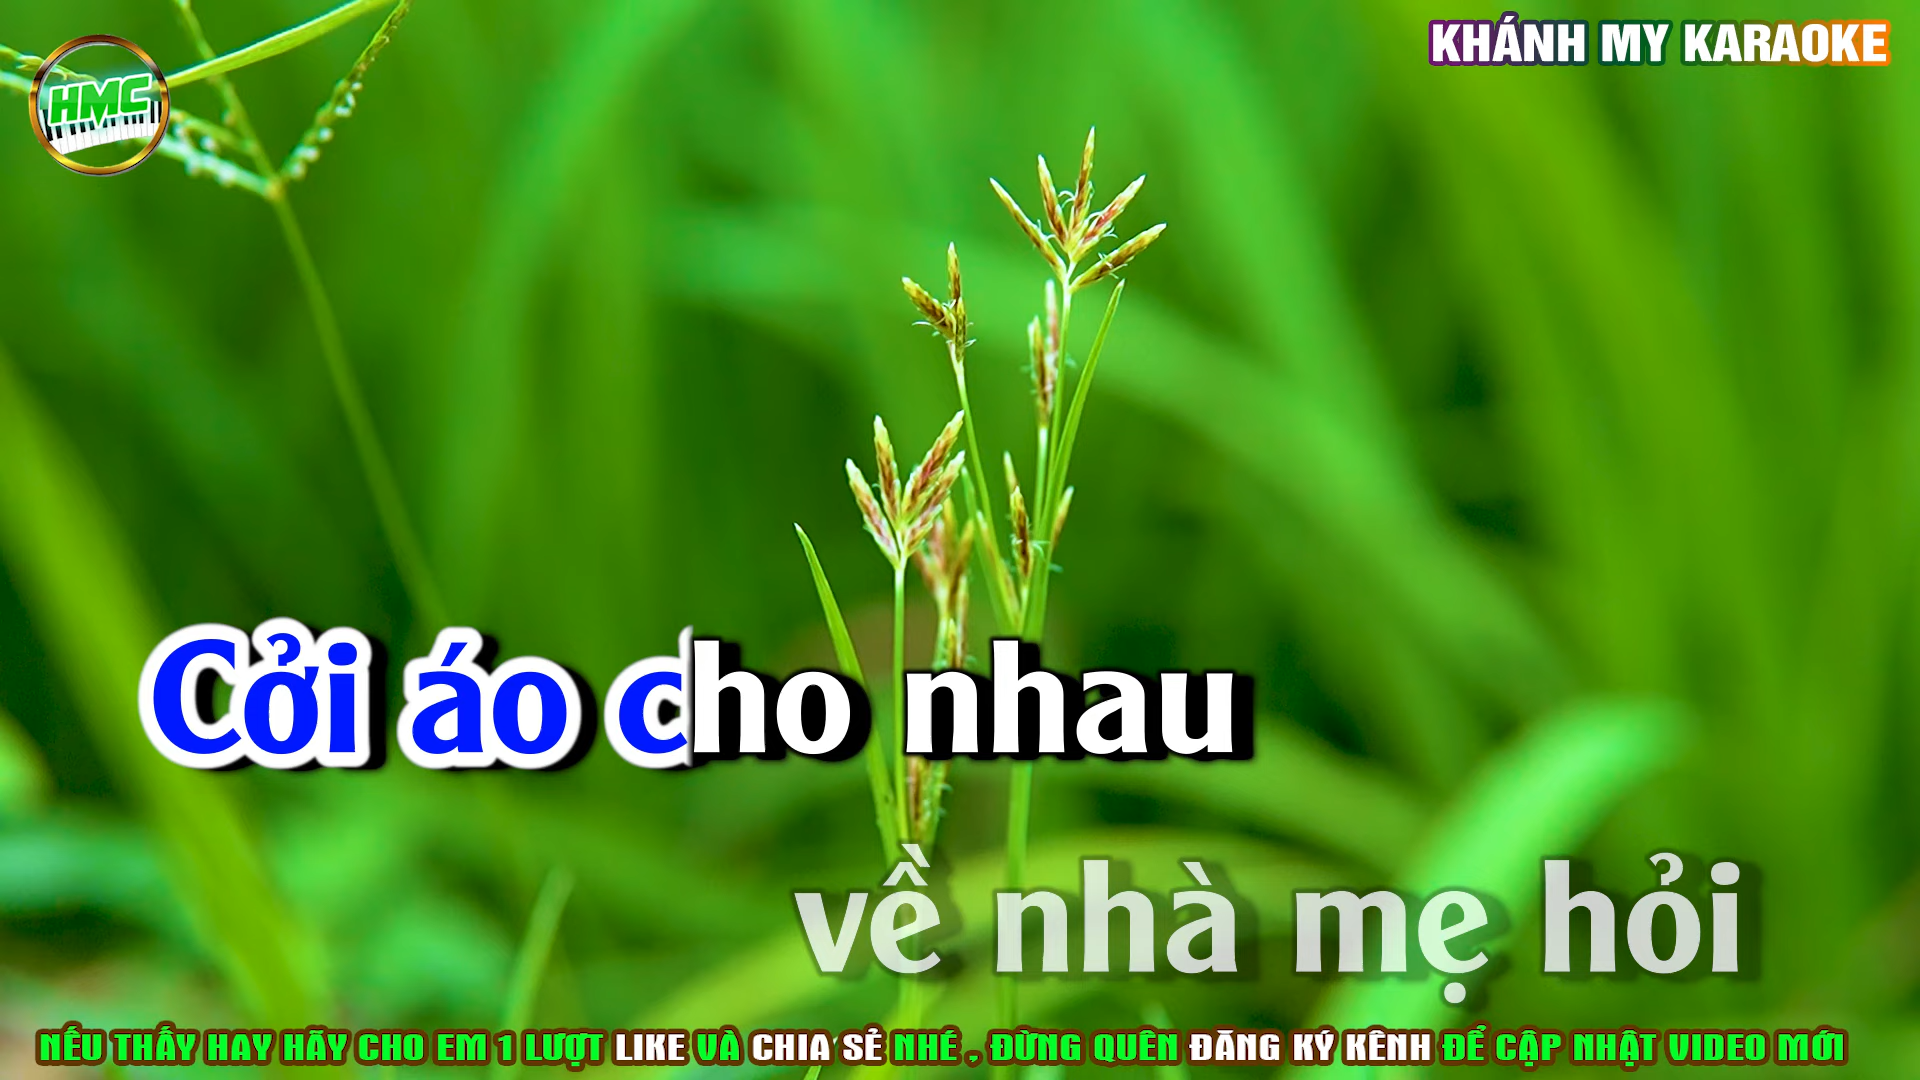 KHÁNH MY KARAOKE
HMC
Cởi áo cho nhau
về nhà mẹ hỏi
NẾU THẤY HAY HÃY CHO EM 1 LƯỢT LIKE VÀ CHIA SẺ NHÉ , ĐỪNG QUÊN ĐĂNG KÝ KÊNH ĐỂ CẬP NHẬT VIDEO MỚI